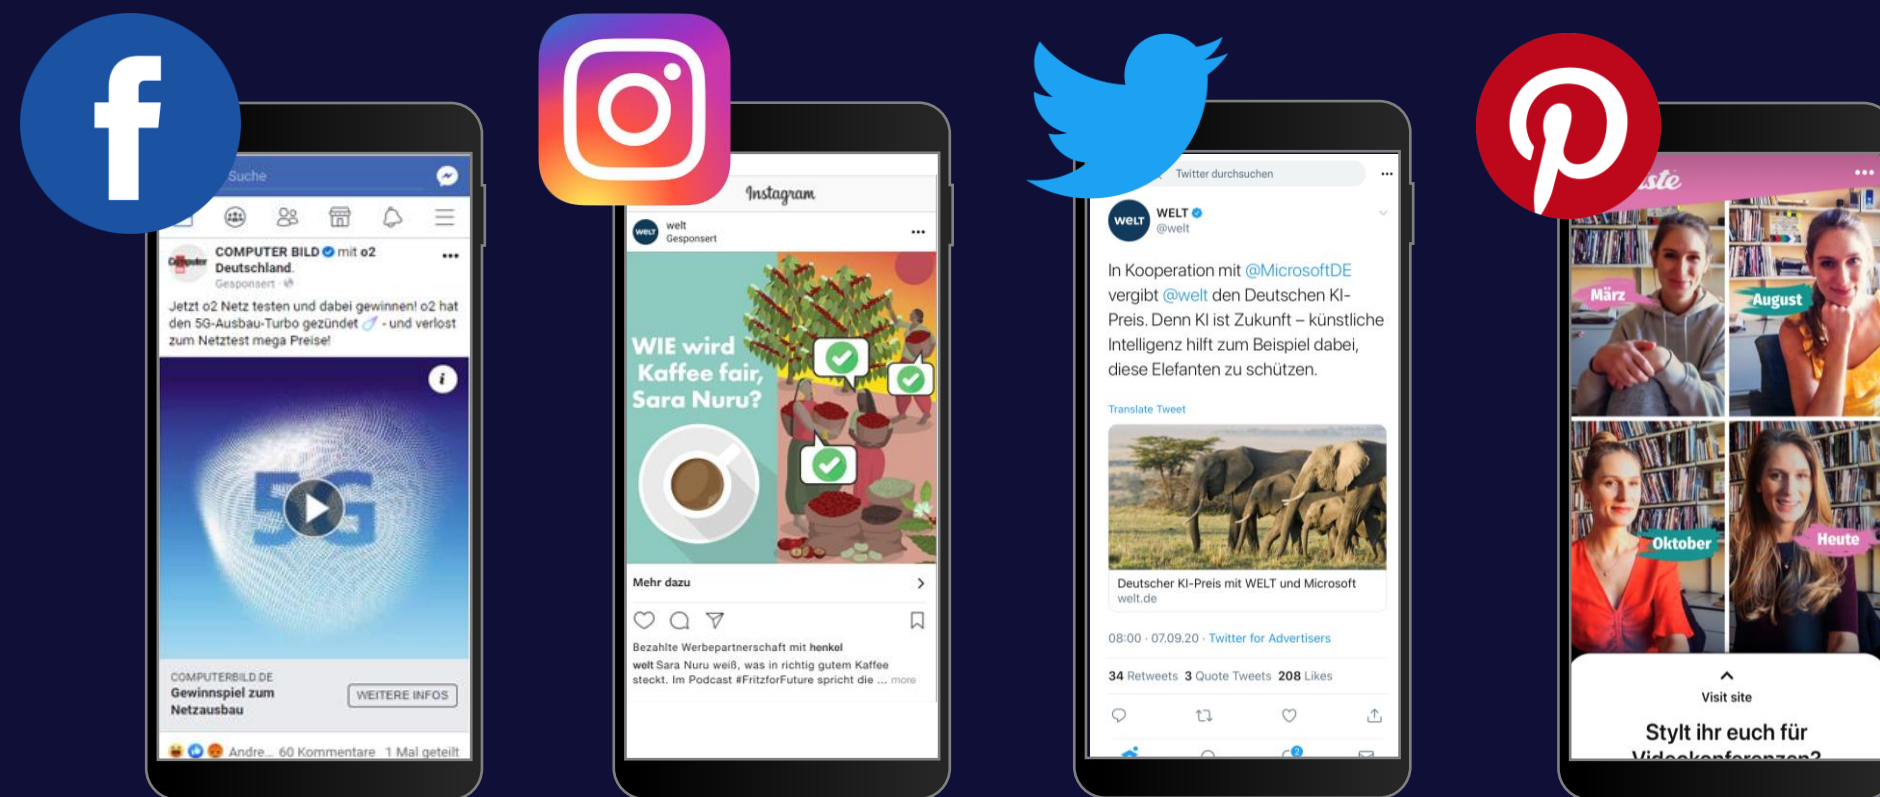 Suche
COMPUTER BILD mit o2
Deutschland.
Gesponsert
Jetzt o2 Netz testen und dabei gewinnen! o2 hat
den 5G-Ausbau-Turbo gezündet - und verlost
zum Netztest mega Preise!
5G
COMPUTERBILD.DE
Gewinnspiel zum
Netzausbau
WEITERE INFOS
Andre... 60 Kommentare 1 Mal geteilt
Instagram
welt
Gesponsert
WELT
WIE wird
Kaffee fair,
Sara Nuru?
Mehr dazu
Bezahlte Werbepartnerschaft mit henkel
welt Sara Nuru weiß, was in richtig gutem Kaffee
steckt. Im Podcast #FritzforFuture spricht die ... more
Twitter durchsuchen
WELT
WELT
@welt
In Kooperation mit @MicrosoftDE
vergibt @welt den Deutschen KI-
Preis. Denn KI ist Zukunft – künstliche
Intelligenz hilft zum Beispiel dabei,
diese Elefanten zu schützen.
Translate Tweet
Deutscher KI-Preis mit WELT und Microsoft
welt.de
08:00 · 07.09.20 · Twitter for Advertisers
34 Retweets 3 Quote Tweets 208 Likes
2
März
August
Oktober
Heute
Visit site
Stylt ihr euch für
Videokonferenzen?